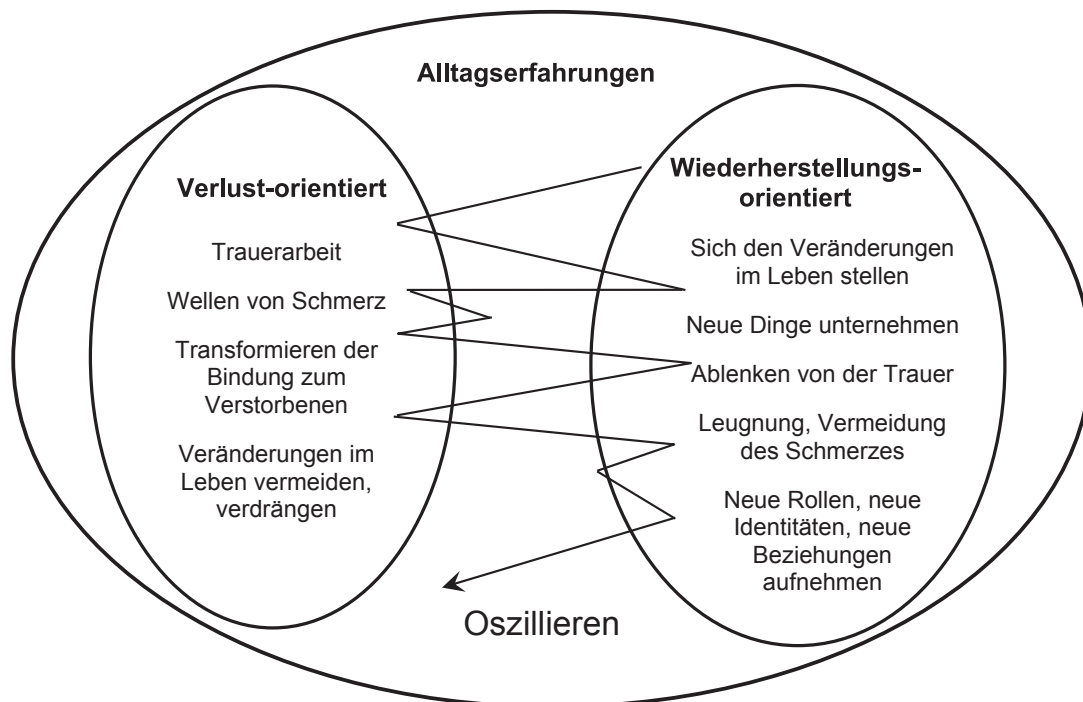 Alltagserfahrungen
Verlust-orientiert
Trauerarbeit
Wellen von Schmerz
Transformieren der
Bindung zum
Verstorbenen
Veränderungen im
Leben vermeiden,
verdrängen
Wiederherstellungs-
orientiert
Sich den Veränderungen
im Leben stellen
Neue Dinge unternehmen
Ablenken von der Trauer
Leugnung, Vermeidung
des Schmerzes
Neue Rollen, neue
Identitäten, neue
Beziehungen
aufnehmen
Oszillieren